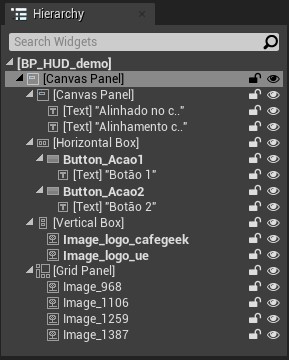 Hierarchy
Search Widgets
[BP_HUD_demo]
[Canvas Panel]
[Canvas Panel]
[Text] "Alinhado no c.."
[Text] "Alinhamento c.."
[Horizontal Box]
Button_Acao1
[Text] "Botão 1"
Button_Acao2
[Text] "Botão 2"
[Vertical Box]
Image_logo_cafegeek
Image_logo_ue
[Grid Panel]
Image_968
Image_1106
Image_1259
Image_1387